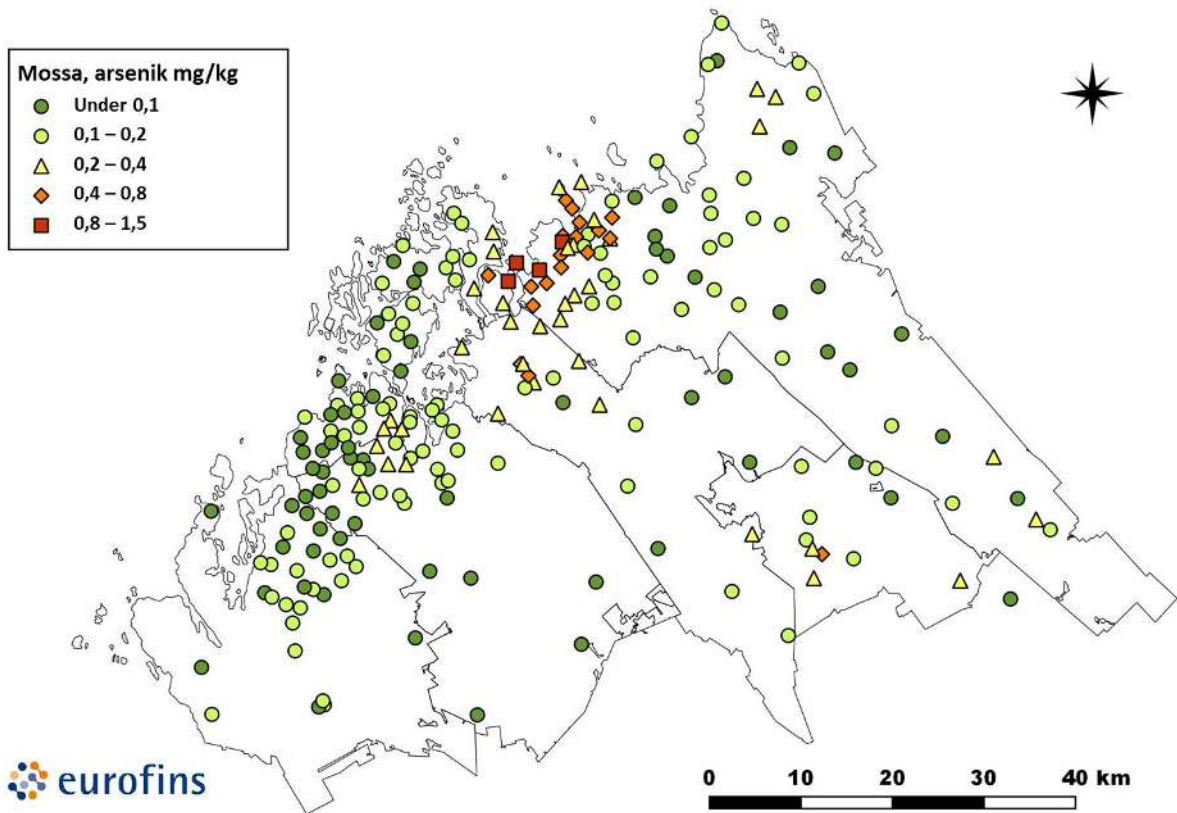 Mossa, arsenik mg/kg
Under 0,1
0,1 – 0,2
0,2 – 0,4
0,4 – 0,8
0,8 – 1,5
eurofins
0 10 20 30 40 km